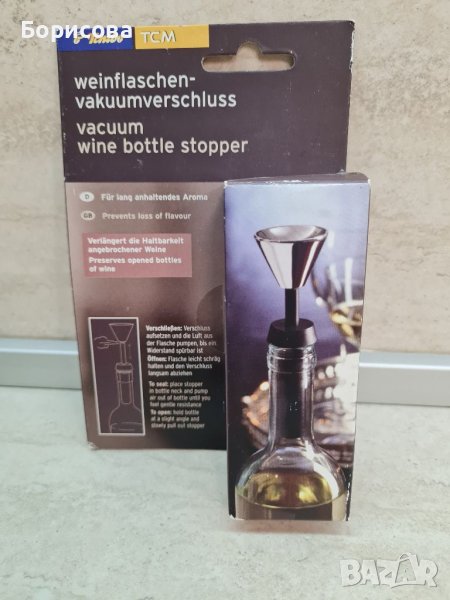 Борисова
Tchibo TCM
weinflaschen-
vakuumverschluss
vacuum
wine bottle stopper
D Für lang anhaltendes Aroma
GB Prevents loss of flavour
Verlängert die Haltbarkeit
angebrochener Weine
Preserves opened bottles
of wine
Verschließen: Verschluss
aufsetzen und die Luft aus
der Flasche pumpen, bis ein
Widerstand spürbar ist
Öffnen: Flasche leicht schräg
halten und den Verschluss
langsam abziehen
To seal: place stopper
in bottle neck and pump
air out of bottle until you
feel gentle resistance
To open: hold bottle
at a slight angle and
slowly pull out stopper
BAZAR